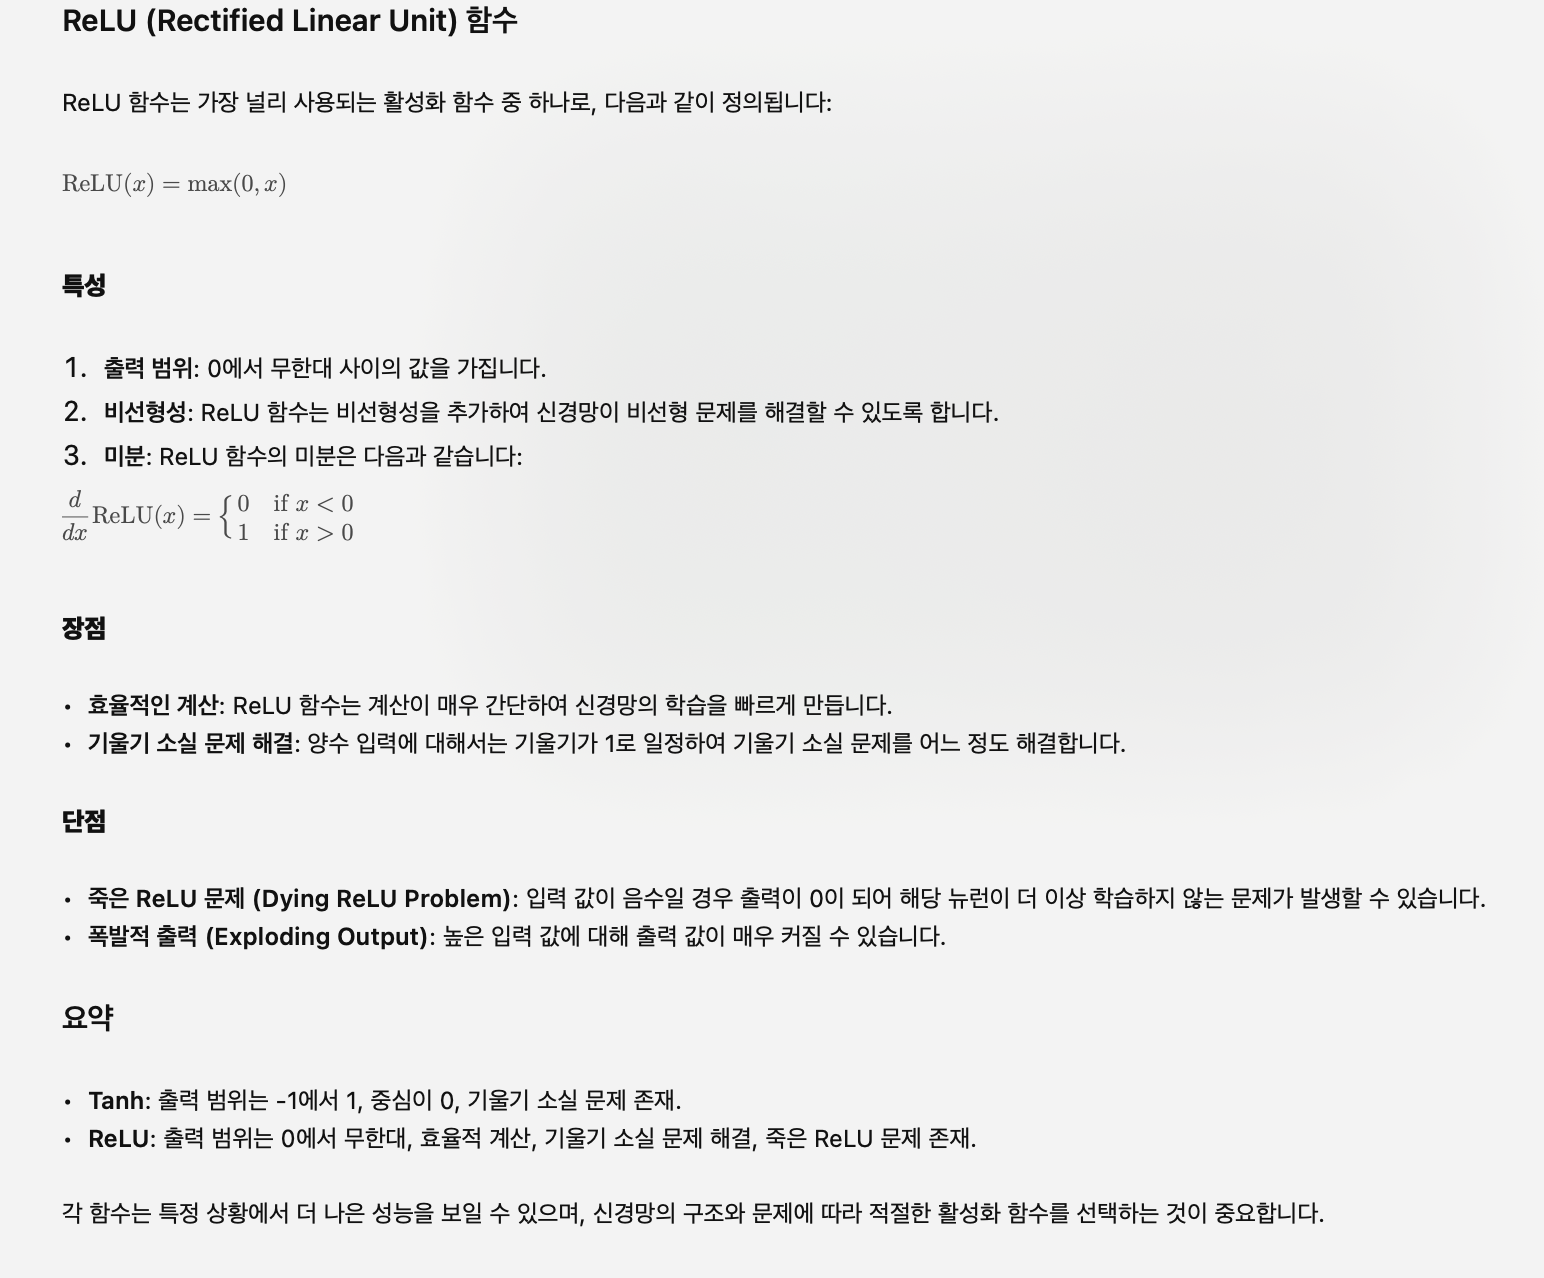 ReLU (Rectified Linear Unit) 함수
ReLU 함수는 가장 널리 사용되는 활성화 함수 중 하나로, 다음과 같이 정의됩니다:
ReLU(x) = max(0, x)
특성
1. 출력 범위: 0에서 무한대 사이의 값을 가집니다.
2. 비선형성: ReLU 함수는 비선형성을 추가하여 신경망이 비선형 문제를 해결할 수 있도록 합니다.
3. 미분: ReLU 함수의 미분은 다음과 같습니다:
d/dx ReLU(x) = { 0 if x < 0
1 if x > 0
장점
• 효율적인 계산: ReLU 함수는 계산이 매우 간단하여 신경망의 학습을 빠르게 만듭니다.
• 기울기 소실 문제 해결: 양수 입력에 대해서는 기울기가 1로 일정하여 기울기 소실 문제를 어느 정도 해결합니다.
단점
• 죽은 ReLU 문제 (Dying ReLU Problem): 입력 값이 음수일 경우 출력이 0이 되어 해당 뉴런이 더 이상 학습하지 않는 문제가 발생할 수 있습니다.
• 폭발적 출력 (Exploding Output): 높은 입력 값에 대해 출력 값이 매우 커질 수 있습니다.
요약
• Tanh: 출력 범위는 -1에서 1, 중심이 0, 기울기 소실 문제 존재.
• ReLU: 출력 범위는 0에서 무한대, 효율적 계산, 기울기 소실 문제 해결, 죽은 ReLU 문제 존재.
각 함수는 특정 상황에서 더 나은 성능을 보일 수 있으며, 신경망의 구조와 문제에 따라 적절한 활성화 함수를 선택하는 것이 중요합니다.